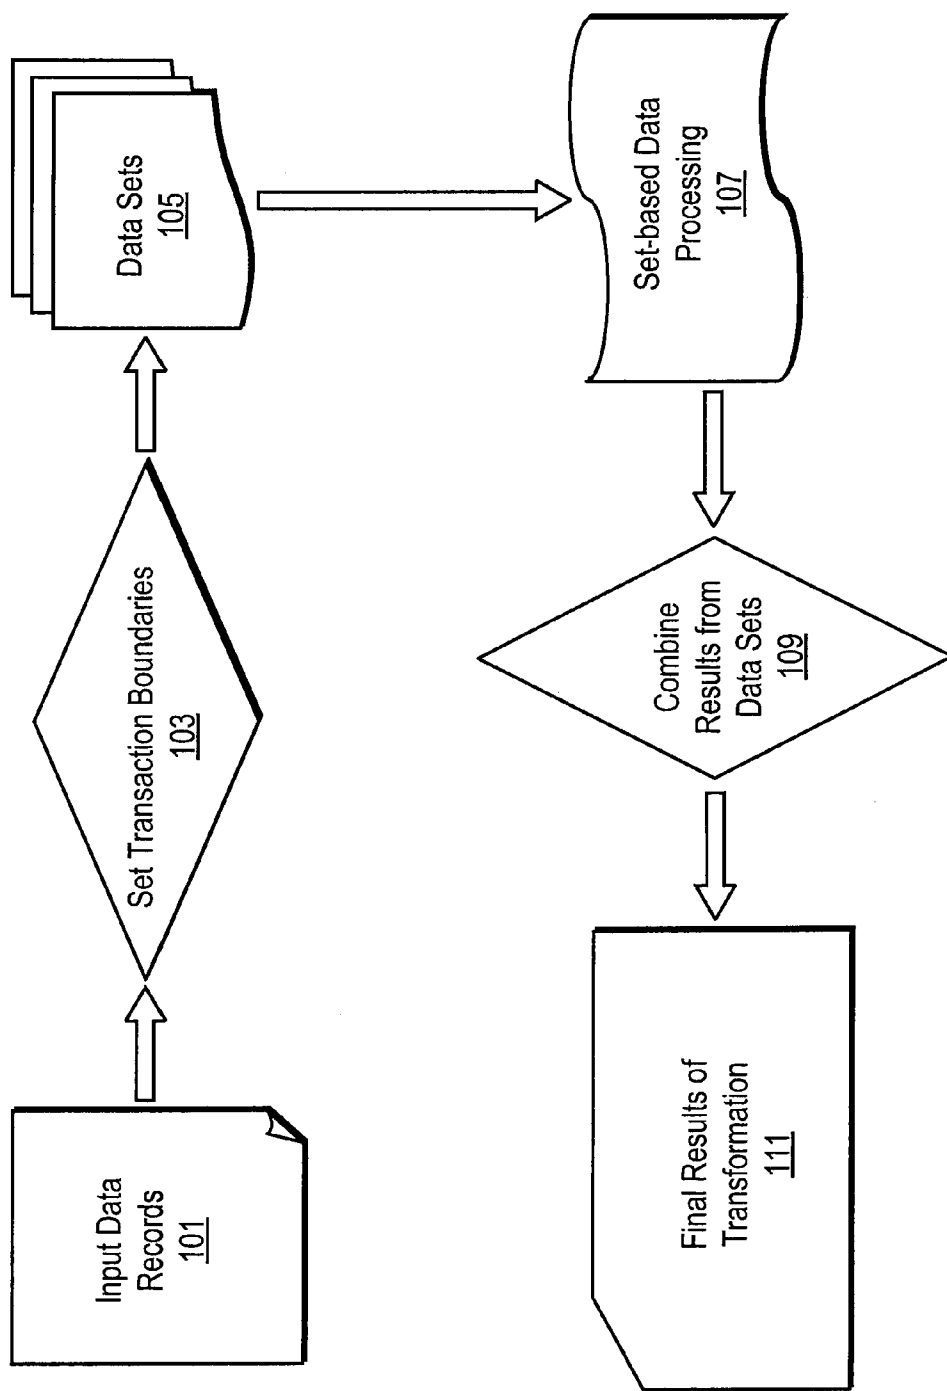 Input Data
Records
101
Set Transaction Boundaries
103
Data Sets
105
Set-based Data
Processing
107
Combine
Results from
Data Sets
109
Final Results of
Transformation
111